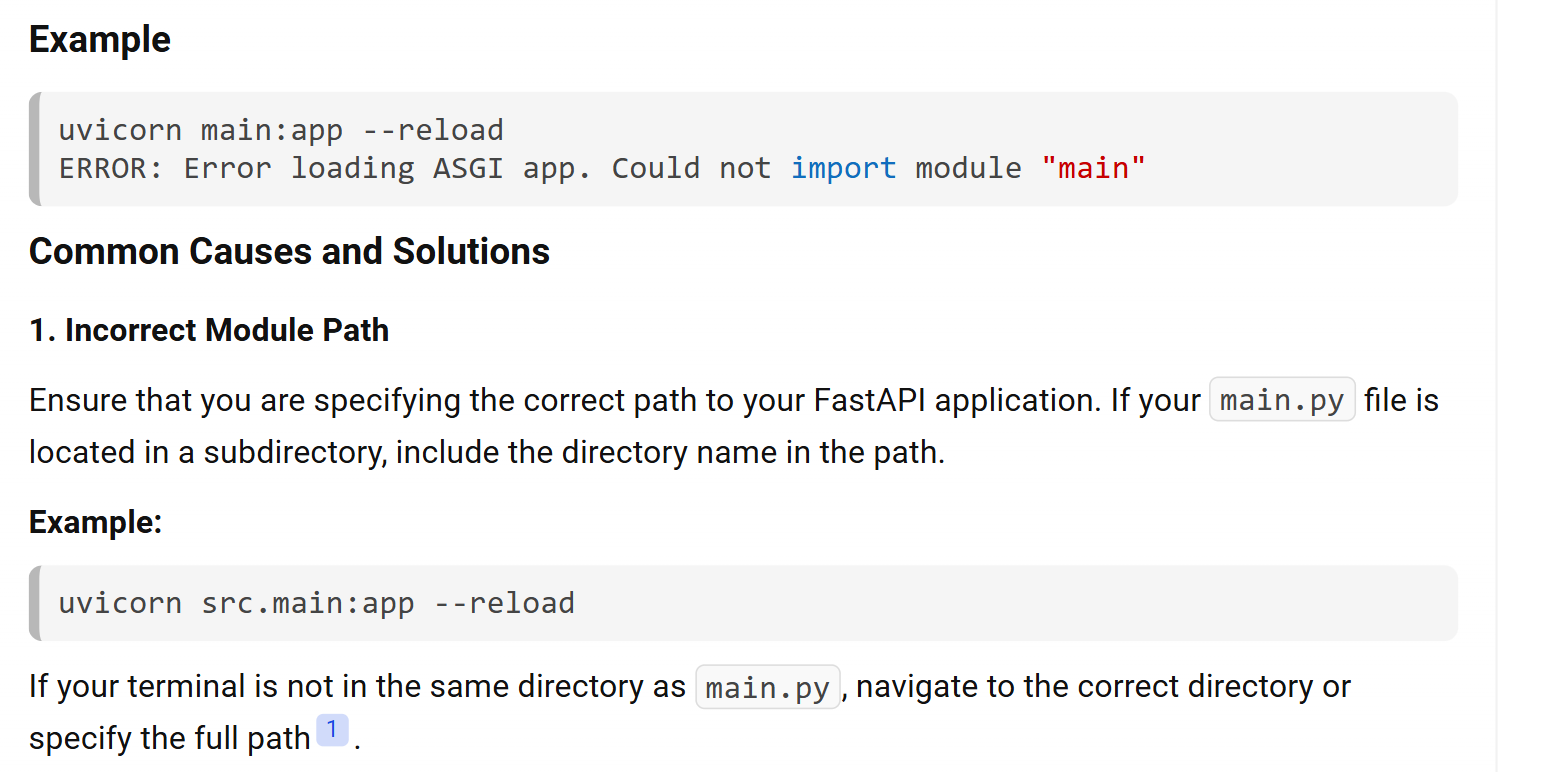 Example
uvicorn main:app --reload
ERROR: Error loading ASGI app. Could not import module "main"
Common Causes and Solutions
1. Incorrect Module Path
Ensure that you are specifying the correct path to your FastAPI application. If your main.py file is
located in a subdirectory, include the directory name in the path.
Example:
uvicorn src.main:app --reload
If your terminal is not in the same directory as main.py, navigate to the correct directory or
specify the full path 1.